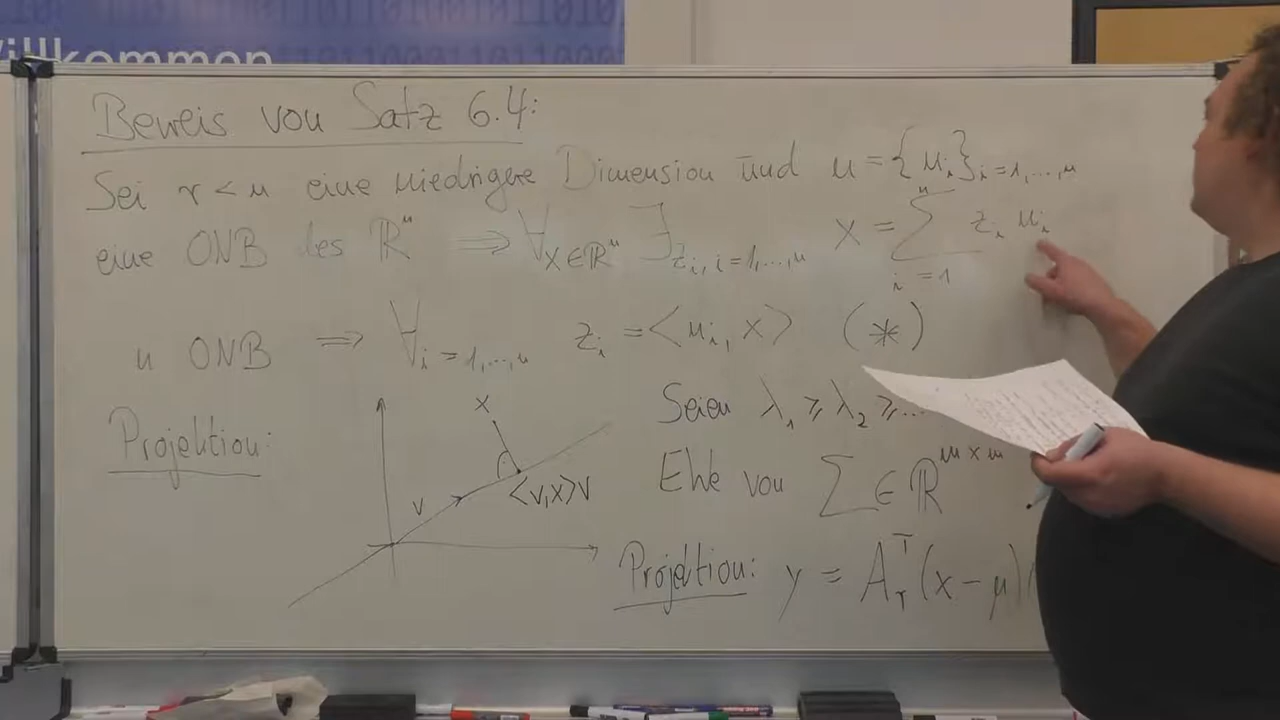 Willkommen
Beweis von Satz 6.4:
Sei r < n eine niedrigere Dimension und u = {u_i}_{i=1,...,n}
eine ONB des ℝ^n ⟹ ∀_{x∈ℝ^n} ∃_{z_i, i=1,...,n} x = ∑_{i=1}^{n} z_i u_i
u ONB ⟹ ∀_{i=1,...,n} z_i = <u_i, x> (*)
Projektion:
x
v
<v,x>v
Seien λ_1 ≥ λ_2 ≥ ...
EWe von ∑ ∈ ℝ^{m×m}
Projektion: y = A_r^T (x - μ)